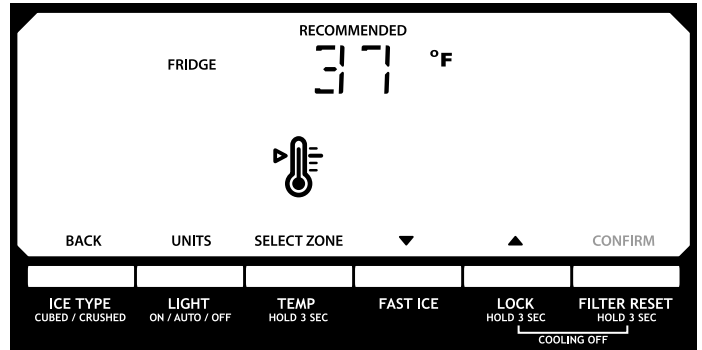 RECOMMENDED
FRIDGE 37 °F
BACK UNITS SELECT ZONE ▼ ▲ CONFIRM
ICE TYPE LIGHT TEMP FAST ICE LOCK FILTER RESET
CUBED / CRUSHED ON / AUTO / OFF HOLD 3 SEC HOLD 3 SEC HOLD 3 SEC
COOLING OFF